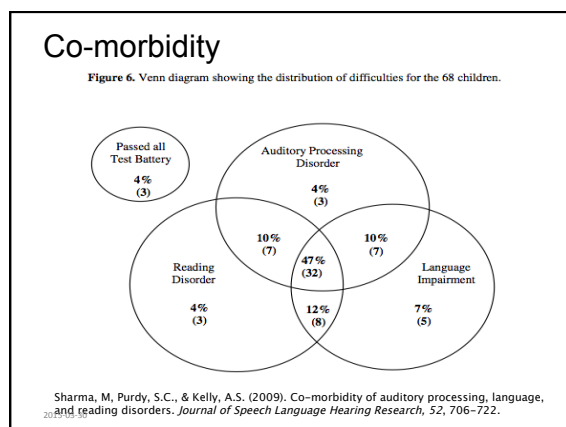 Co-morbidity
Figure 6. Venn diagram showing the distribution of difficulties for the 68 children.
Passed all
Test Battery
4%
(3)
Auditory Processing
Disorder
4%
(3)
10%
(7)
10%
(7)
47%
(32)
Reading
Disorder
4%
(3)
Language
Impairment
7%
(5)
12%
(8)
Sharma, M, Purdy, S.C., & Kelly, A.S. (2009). Co-morbidity of auditory processing, language,
and reading disorders. Journal of Speech Language Hearing Research, 52, 706-722.